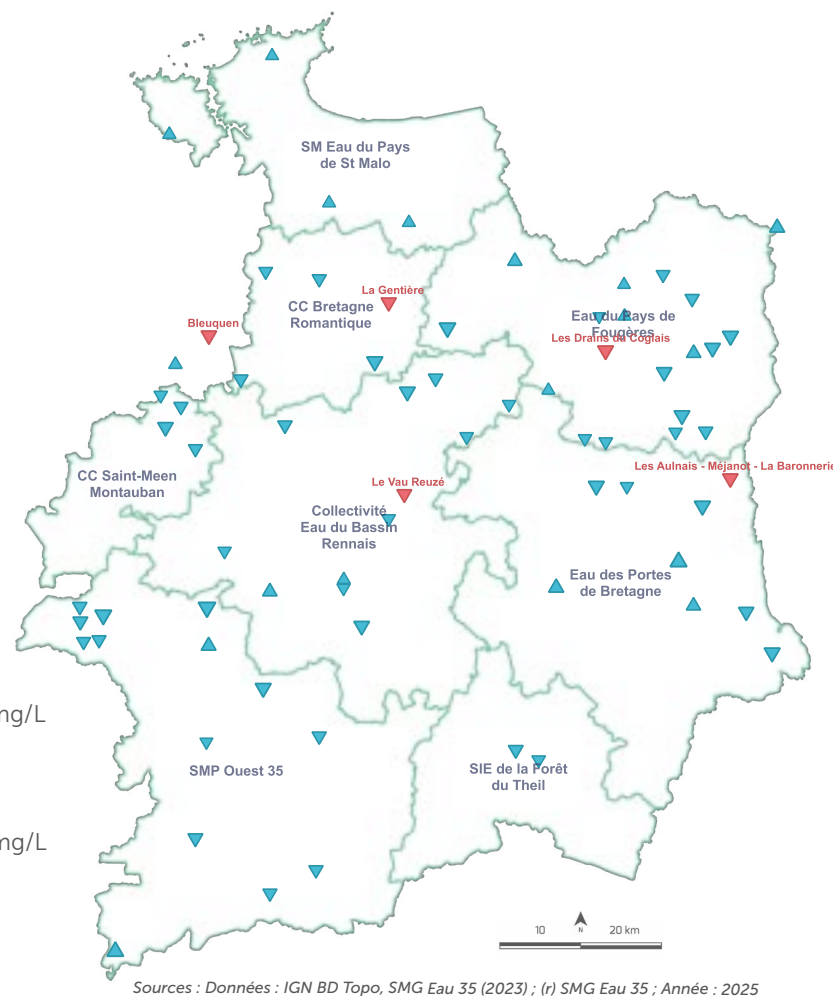 SM Eau du Pays
de St Malo
La Gentière
CC Bretagne
Romantique
Bleuquen
Eau du Pays de
Fougères
Les Drains du Coglais
CC Saint-Meen
Montauban
Le Vau Reuzé
Collectivité
Eau du Bassin
Rennais
Les Aulnais - Méjanot - La Baronnerie
Eau des Portes
de Bretagne
mg/L
SMP Ouest 35
SIE de la Forêt
du Theil
mg/L
10 N 20 km
Sources : Données : IGN BD Topo, SMG Eau 35 (2023) ; (r) SMG Eau 35 ; Année : 2025